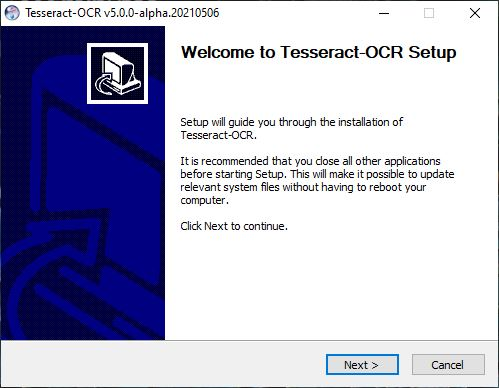 Tesseract-OCR v5.0.0-alpha.20210506
Welcome to Tesseract-OCR Setup
Setup will guide you through the installation of
Tesseract-OCR.
It is recommended that you close all other applications
before starting Setup. This will make it possible to update
relevant system files without having to reboot your
computer.
Click Next to continue.
Next >
Cancel